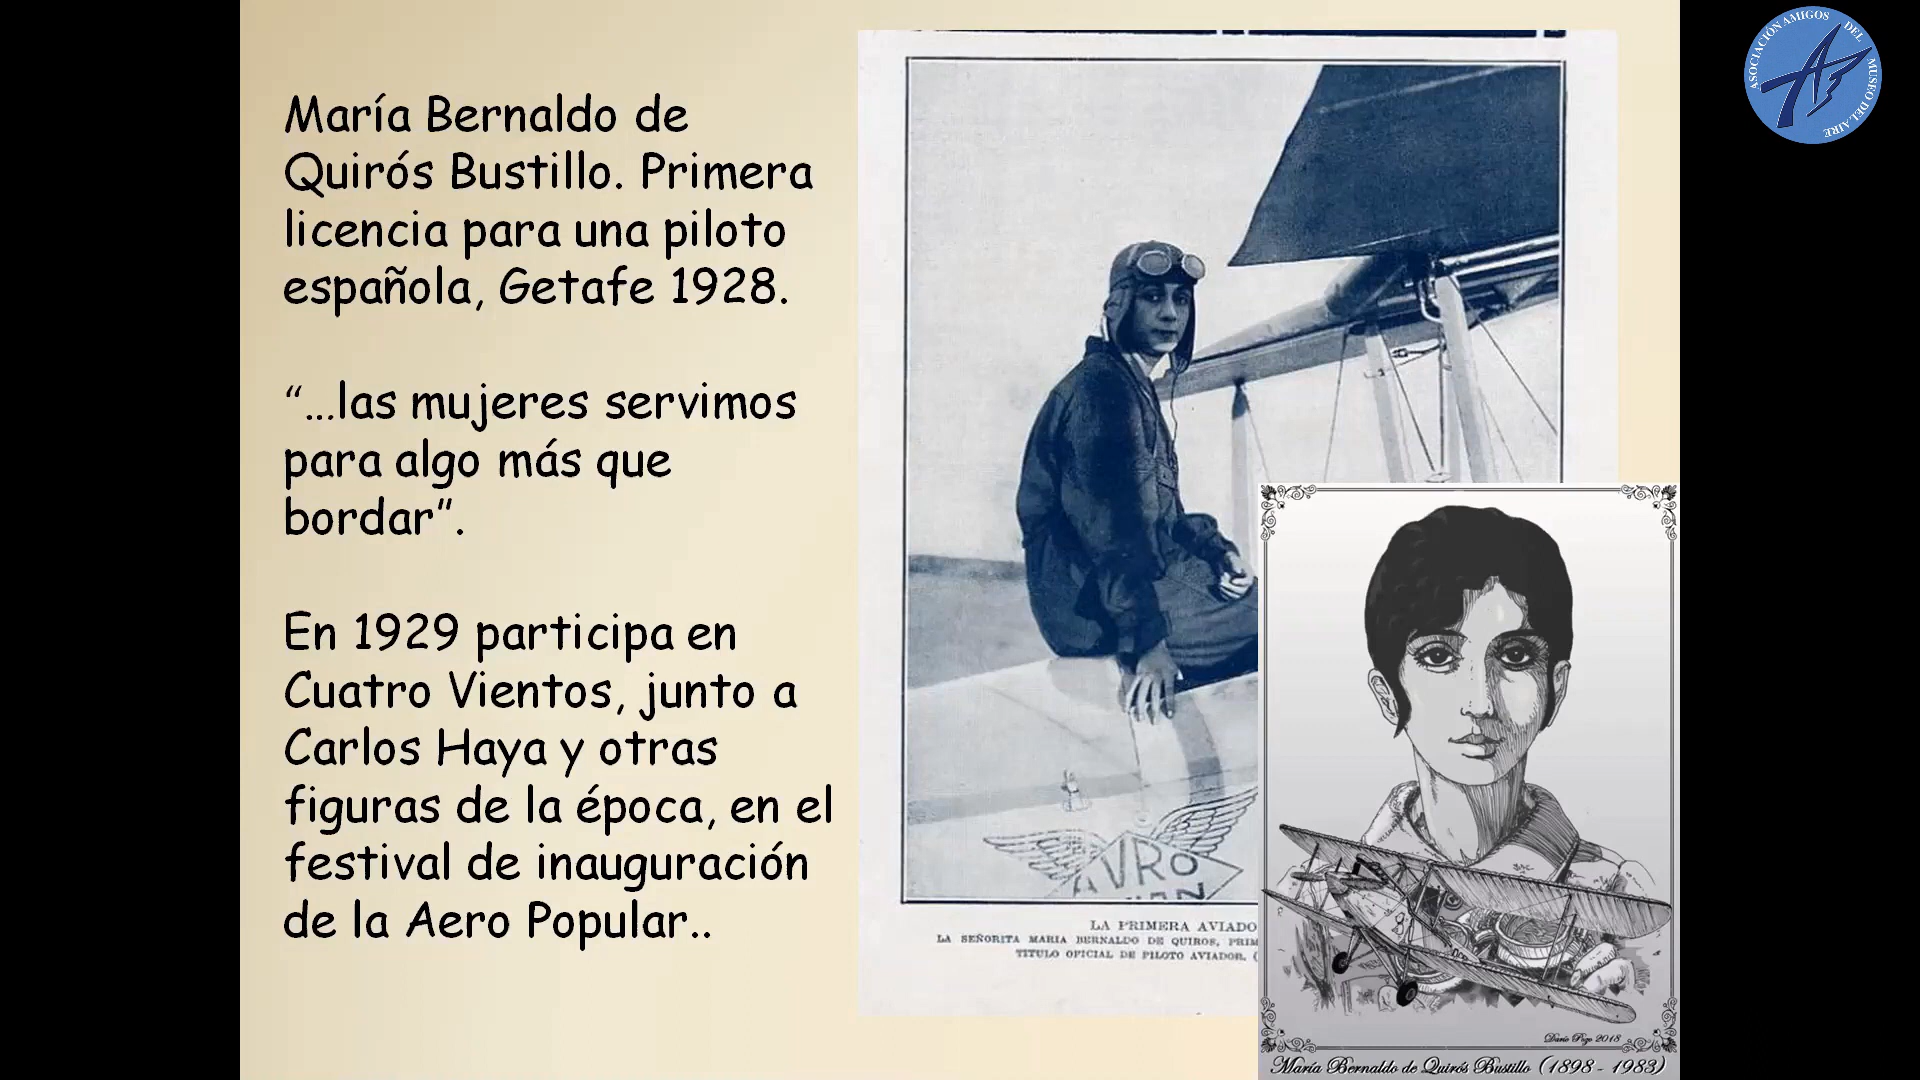 María Bernaldo de
Quirós Bustillo. Primera
licencia para una piloto
española, Getafe 1928.
“...las mujeres servimos
para algo más que
bordar”.
En 1929 participa en
Cuatro Vientos, junto a
Carlos Haya y otras
figuras de la época, en el
festival de inauguración
de la Aero Popular..
ASOCIACIÓN AMIGOS DEL MUSEO DEL AIRE
AVRO
LA PRIMERA AVIADO
LA SEÑORITA MARIA BERNALDO DE QUIROS, PRIM
TITULO OFICIAL DE PILOTO AVIADOR. (
Darío Pozo 2018
María Bernaldo de Quirós Bustillo (1898 - 1983)